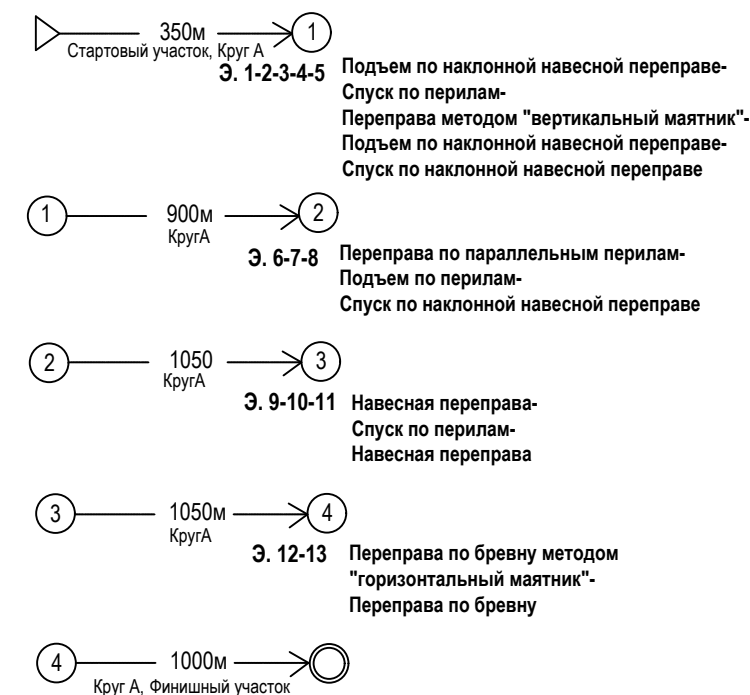 350м
1
Стартовый участок, Круг А
Э. 1-2-3-4-5
Подъем по наклонной навесной переправе-
Спуск по перилам-
Переправа методом "вертикальный маятник"-
Подъем по наклонной навесной переправе-
Спуск по наклонной навесной переправе
1
900м
2
КругА
Э. 6-7-8
Переправа по параллельным перилам-
Подъем по перилам-
Спуск по наклонной навесной переправе
2
1050
3
КругА
Э. 9-10-11
Навесная переправа-
Спуск по перилам-
Навесная переправа
3
1050м
4
КругА
Э. 12-13
Переправа по бревну методом
"горизонтальный маятник"-
Переправа по бревну
4
1000м
Круг А, Финишный участок